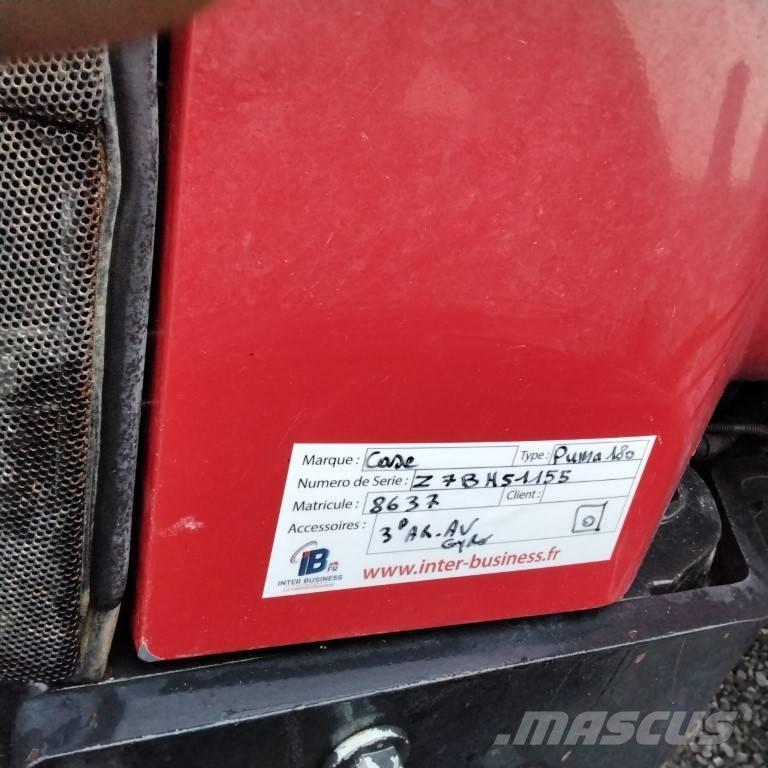 Marque : Case Type : Puma 180
Numero de Serie : Z7BH51155
Matricule : 8637 Client :
Accessoires : 3P AR-AV
Gyro
IB
.FR
INTER BUSINESS
www.inter-business.fr
MASCUS